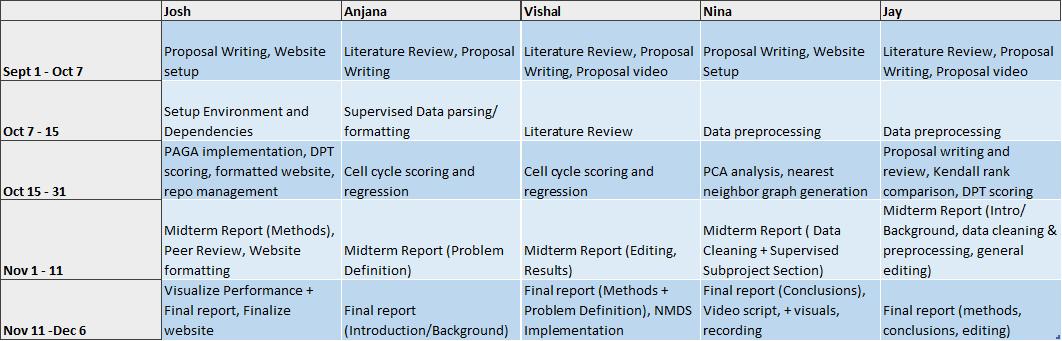 Josh Anjana Vishal Nina Jay
Sept 1 - Oct 7
Proposal Writing, Website
setup
Literature Review, Proposal
Writing
Literature Review, Proposal
Writing, Proposal video
Proposal Writing, Website
Setup
Literature Review, Proposal
Writing, Proposal video
Oct 7 - 15
Setup Environment and
Dependencies
Supervised Data parsing/
formatting
Literature Review
Data preprocessing
Data preprocessing
Oct 15 - 31
PAGA implementation, DPT
scoring, formatted website,
repo management
Cell cycle scoring and
regression
Cell cycle scoring and
regression
PCA analysis, nearest
neighbor graph generation
Proposal writing and
review, Kendall rank
comparison, DPT scoring
Nov 1 - 11
Midterm Report (Methods),
Peer Review, Website
formatting
Midterm Report (Problem
Definition)
Midterm Report (Editing,
Results)
Midterm Report ( Data
Cleaning + Supervised
Subproject Section)
Midterm Report (Intro/
Background, data cleaning &
preprocessing, general
editing)
Nov 11 -Dec 6
Visualize Performance +
Final report, Finalize
website
Final report
(Introduction/Background)
Final report (Methods +
Problem Definition), NMDS
Implementation
Final report (Conclusions),
Video script, + visuals,
recording
Final report (methods,
conclusions, editing)